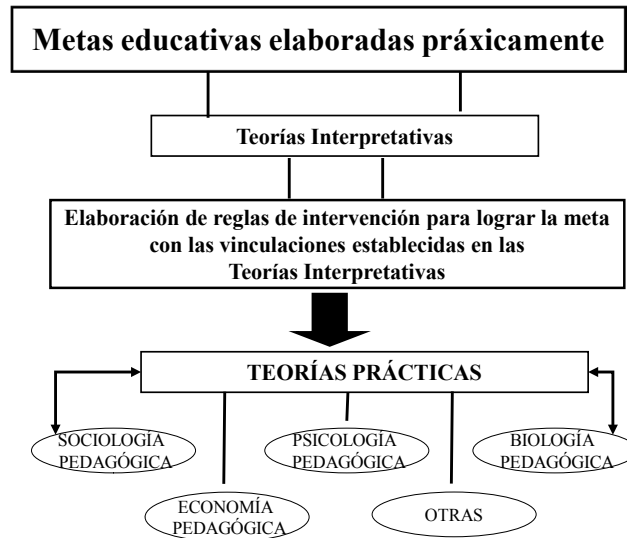 Metas educativas elaboradas práxicamente
Teorías Interpretativas
Elaboración de reglas de intervención para lograr la meta
con las vinculaciones establecidas en las
Teorías Interpretativas
TEORÍAS PRÁCTICAS
SOCIOLOGÍA
PEDAGÓGICA
PSICOLOGÍA
PEDAGÓGICA
BIOLOGÍA
PEDAGÓGICA
ECONOMÍA
PEDAGÓGICA
OTRAS